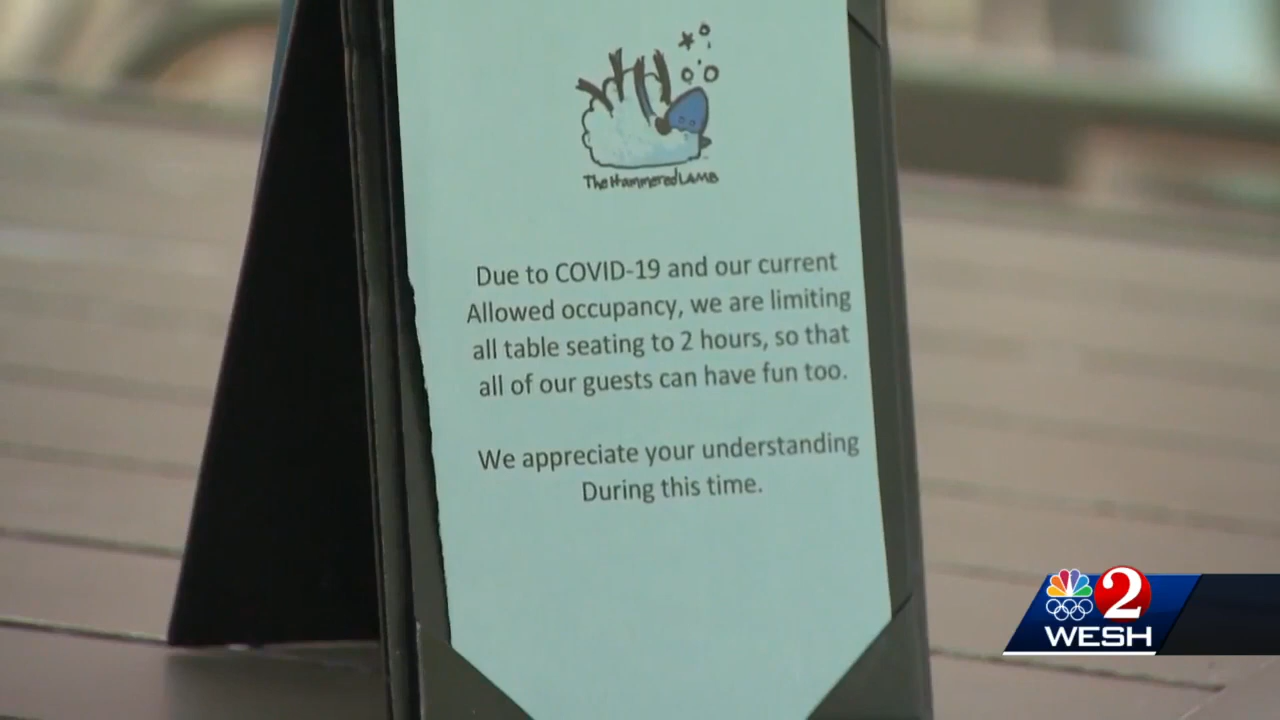 The Hammered LAMB
Due to COVID-19 and our current
Allowed occupancy, we are limiting
all table seating to 2 hours, so that
all of our guests can have fun too.
We appreciate your understanding
During this time.
2
WESH